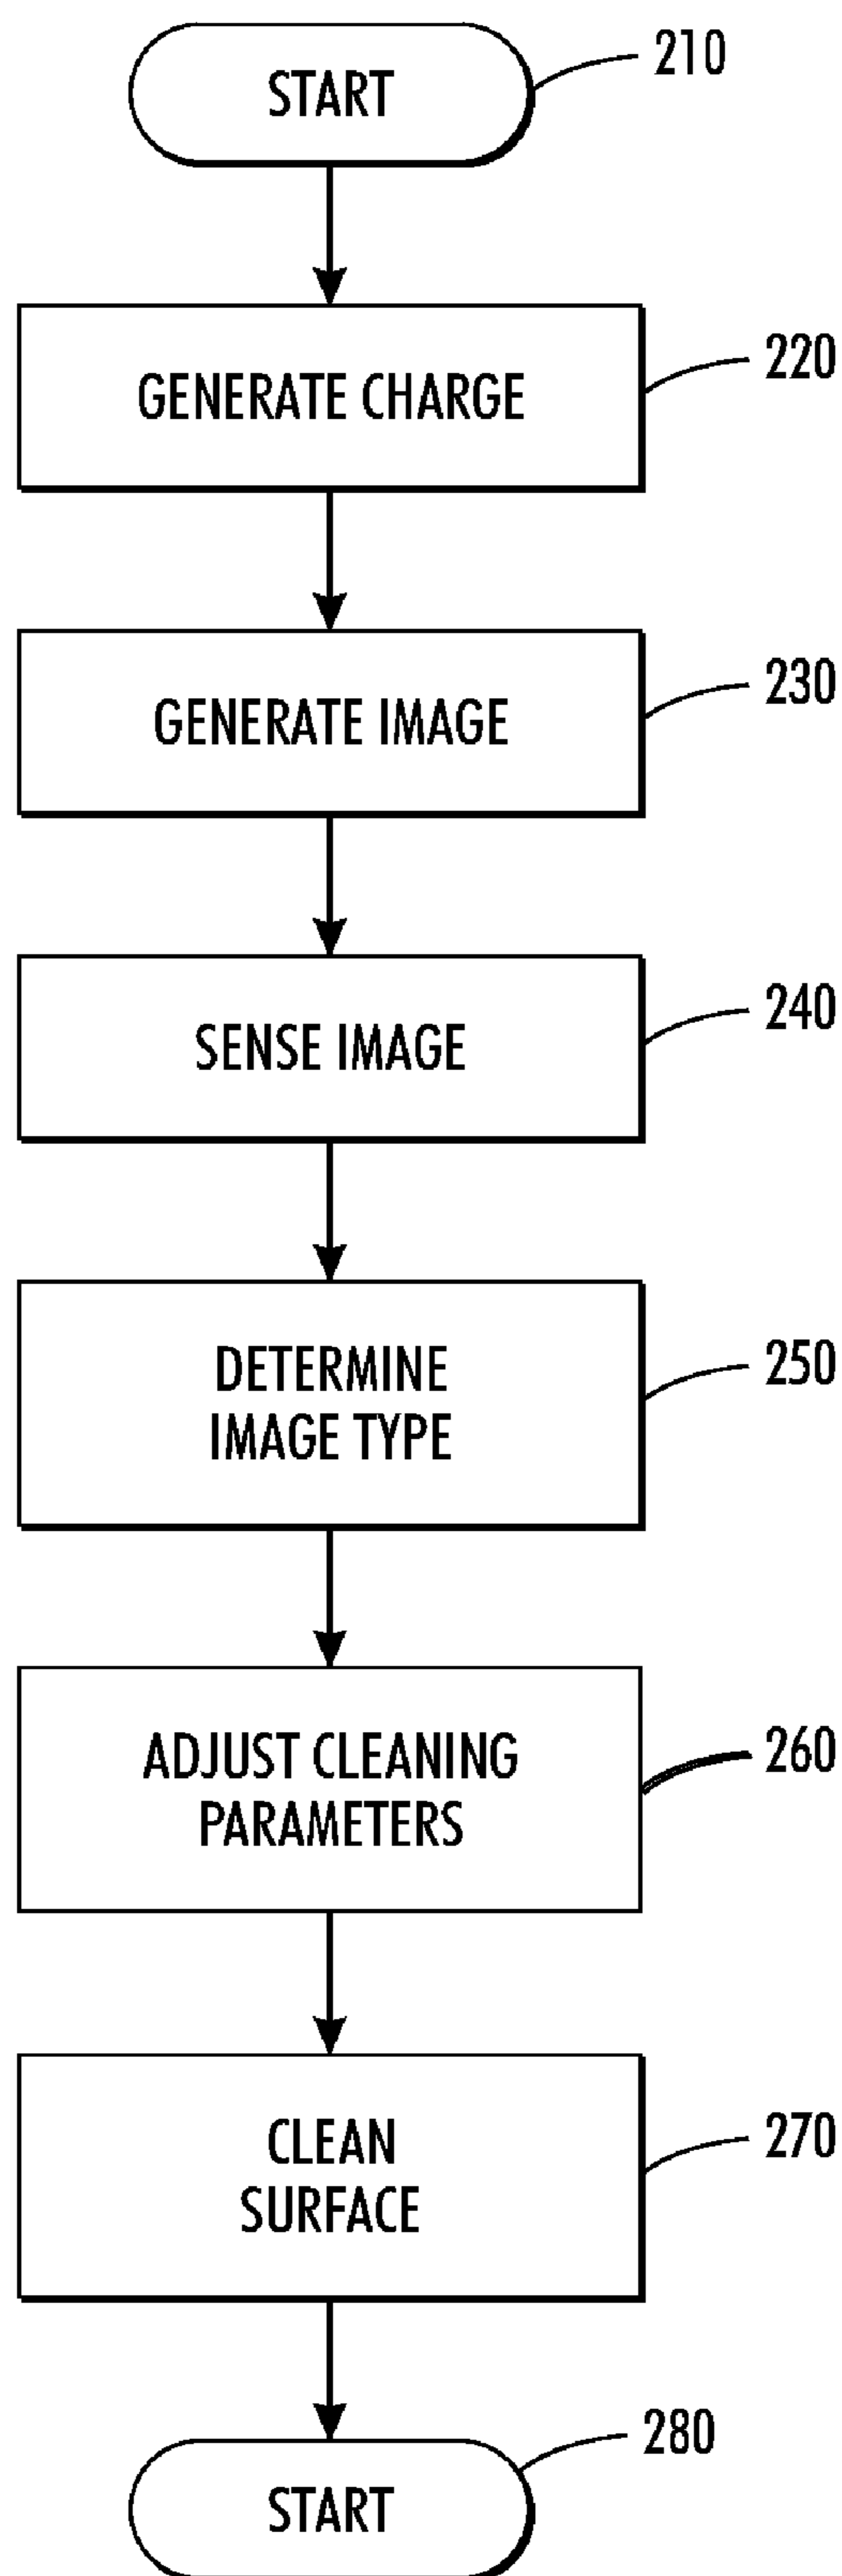 START
210
GENERATE CHARGE
220
GENERATE IMAGE
230
SENSE IMAGE
240
DETERMINE
IMAGE TYPE
250
ADJUST CLEANING
PARAMETERS
260
CLEAN
SURFACE
270
START
280